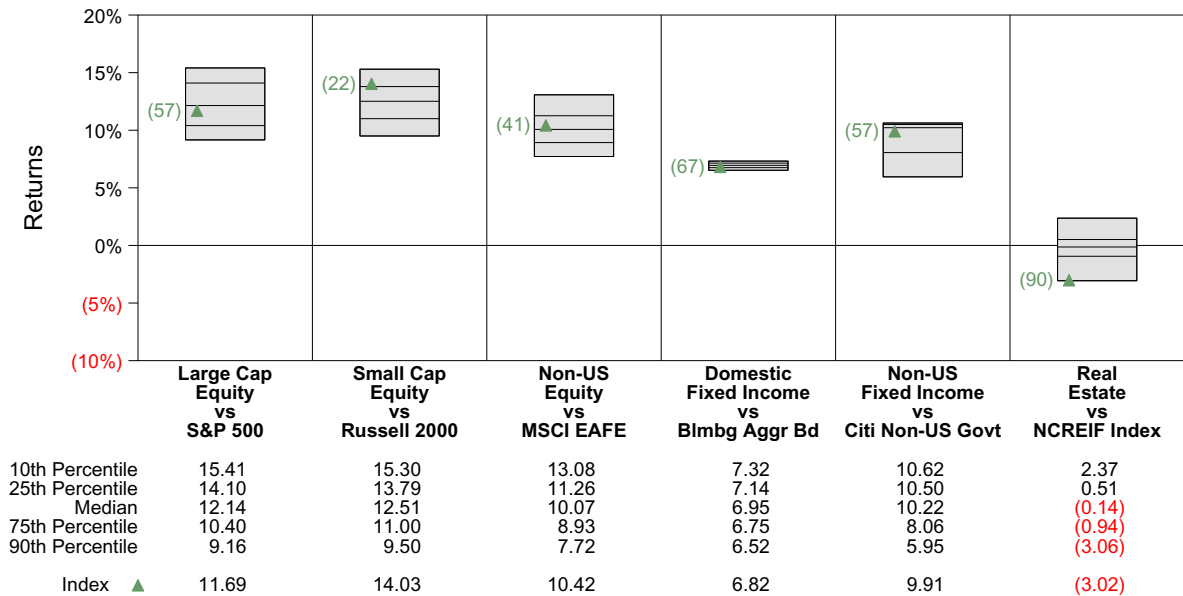 20%
15%
10%
5%
0%
(5%)
(10%)
Returns
(57)
(22)
(41)
(67)
(57)
(90)
Large Cap
Equity
vs
S&P 500
Small Cap
Equity
vs
Russell 2000
Non-US
Equity
vs
MSCI EAFE
Domestic
Fixed Income
vs
Blmbg Aggr Bd
Non-US
Fixed Income
vs
Citi Non-US Govt
Real
Estate
vs
NCREIF Index
10th Percentile 15.41 15.30 13.08 7.32 10.62 2.37
25th Percentile 14.10 13.79 11.26 7.14 10.50 0.51
Median 12.14 12.51 10.07 6.95 10.22 (0.14)
75th Percentile 10.40 11.00 8.93 6.75 8.06 (0.94)
90th Percentile 9.16 9.50 7.72 6.52 5.95 (3.06)
Index 11.69 14.03 10.42 6.82 9.91 (3.02)